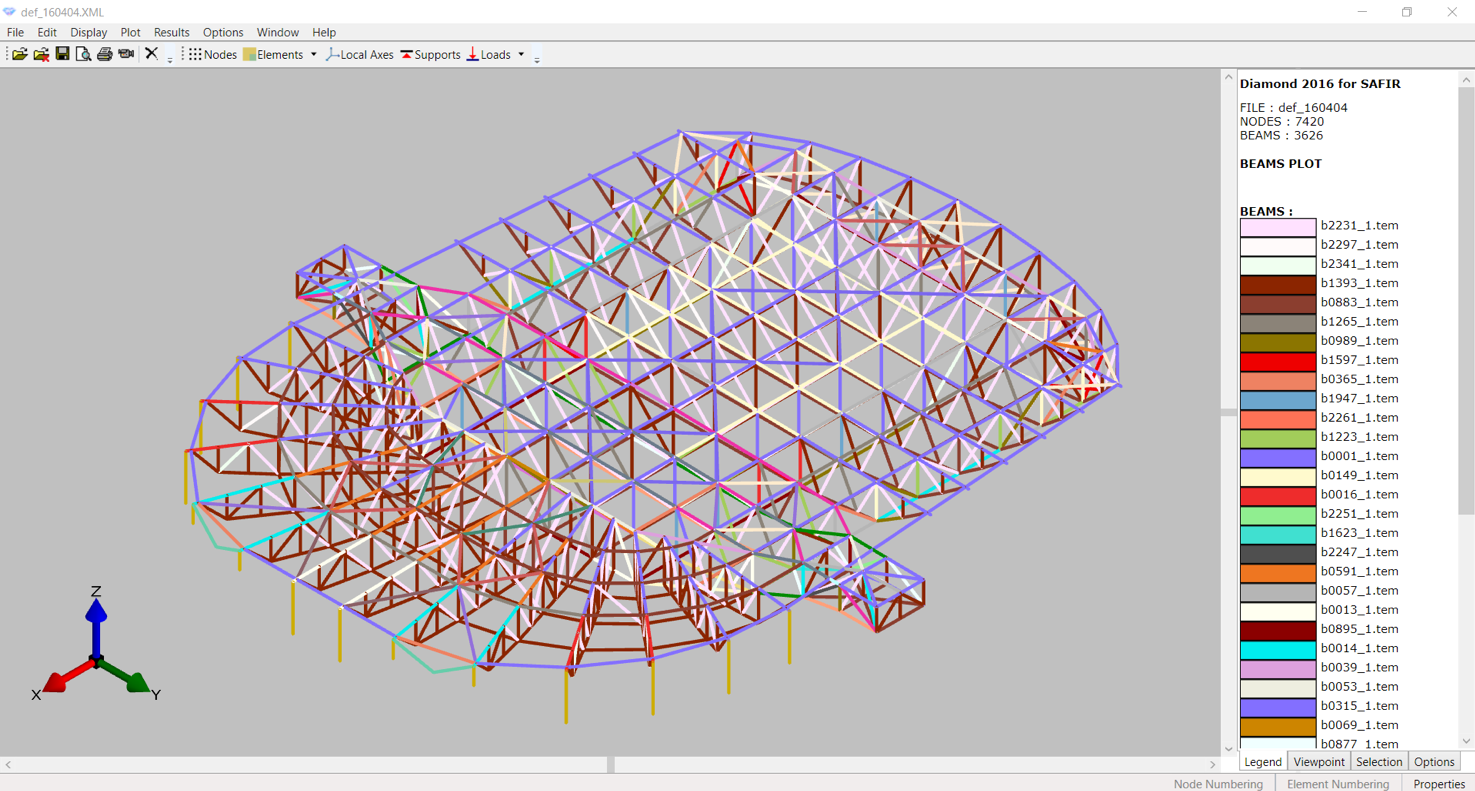 def_160404.XML
File Edit Display Plot Results Options Window Help
Nodes Elements Local Axes Supports Loads
Z
X
Y
Diamond 2016 for SAFIR
FILE : def_160404
NODES : 7420
BEAMS : 3626
BEAMS PLOT
BEAMS :
b2231_1.tem
b2297_1.tem
b2341_1.tem
b1393_1.tem
b0883_1.tem
b1265_1.tem
b0989_1.tem
b1597_1.tem
b0365_1.tem
b1947_1.tem
b2261_1.tem
b1223_1.tem
b0001_1.tem
b0149_1.tem
b0016_1.tem
b2251_1.tem
b1623_1.tem
b2247_1.tem
b0591_1.tem
b0057_1.tem
b0013_1.tem
b0895_1.tem
b0014_1.tem
b0039_1.tem
b0053_1.tem
b0315_1.tem
b0069_1.tem
b0877_1.tem
Legend Viewpoint Selection Options
Node Numbering Element Numbering Properties